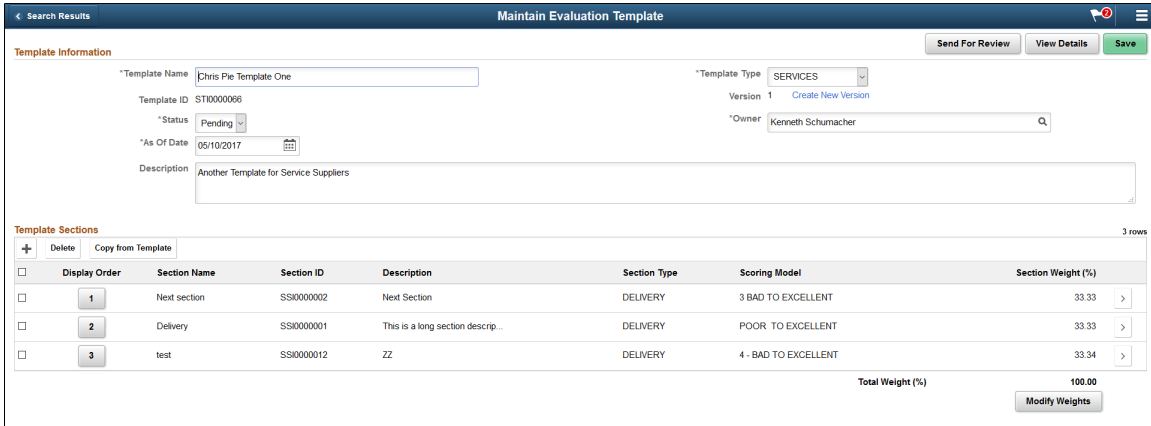 Search Results
Maintain Evaluation Template
2
Send For Review View Details Save
Template Information
*Template Name Chris Pie Template One *Template Type SERVICES
Template ID STI0000066 Version 1 Create New Version
*Status Pending *Owner Kenneth Schumacher
*As Of Date 05/10/2017
Description Another Template for Service Suppliers
Template Sections 3 rows
+ Delete Copy from Template
Display Order Section Name Section ID Description Section Type Scoring Model Section Weight (%)
1 Next section SSI0000002 Next Section DELIVERY 3 BAD TO EXCELLENT 33.33
2 Delivery SSI0000001 This is a long section descrip... DELIVERY POOR TO EXCELLENT 33.33
3 test SSI0000012 ZZ DELIVERY 4 - BAD TO EXCELLENT 33.34
Total Weight (%) 100.00
Modify Weights